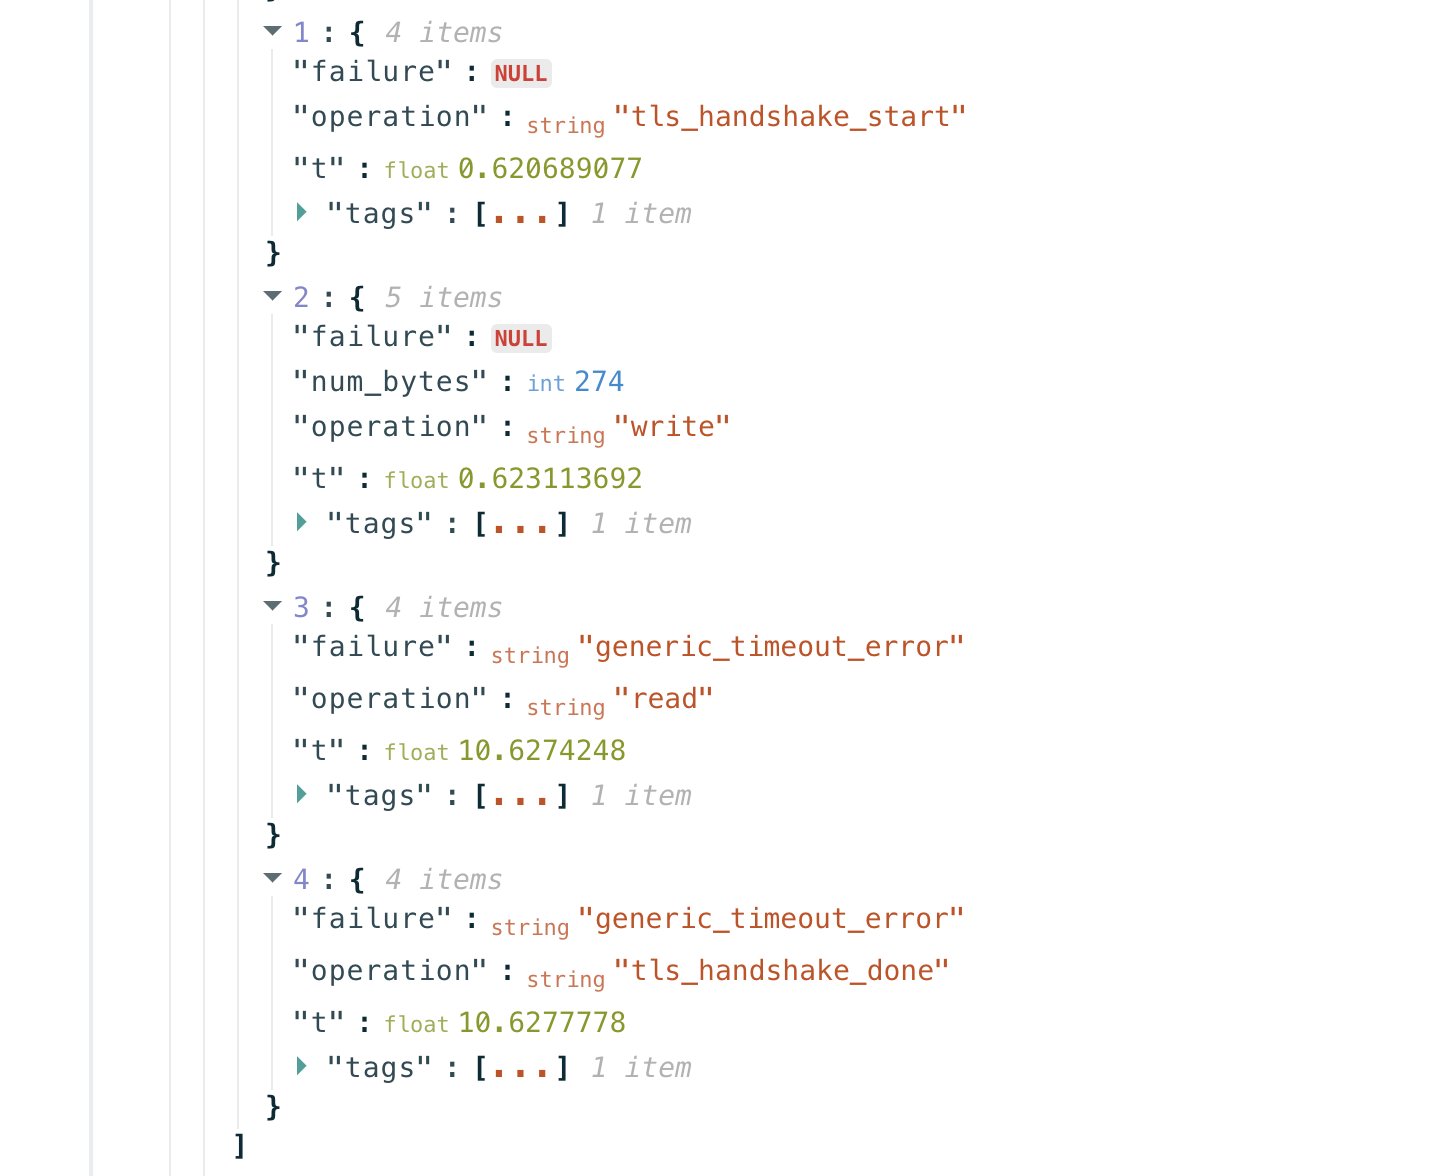 }
1 : { 4 items
"failure" : NULL
"operation" : string "tls_handshake_start"
"t" : float 0.620689077
"tags" : [...] 1 item
}
2 : { 5 items
"failure" : NULL
"num_bytes" : int 274
"operation" : string "write"
"t" : float 0.623113692
"tags" : [...] 1 item
}
3 : { 4 items
"failure" : string "generic_timeout_error"
"operation" : string "read"
"t" : float 10.6274248
"tags" : [...] 1 item
}
4 : { 4 items
"failure" : string "generic_timeout_error"
"operation" : string "tls_handshake_done"
"t" : float 10.6277778
"tags" : [...] 1 item
}
]